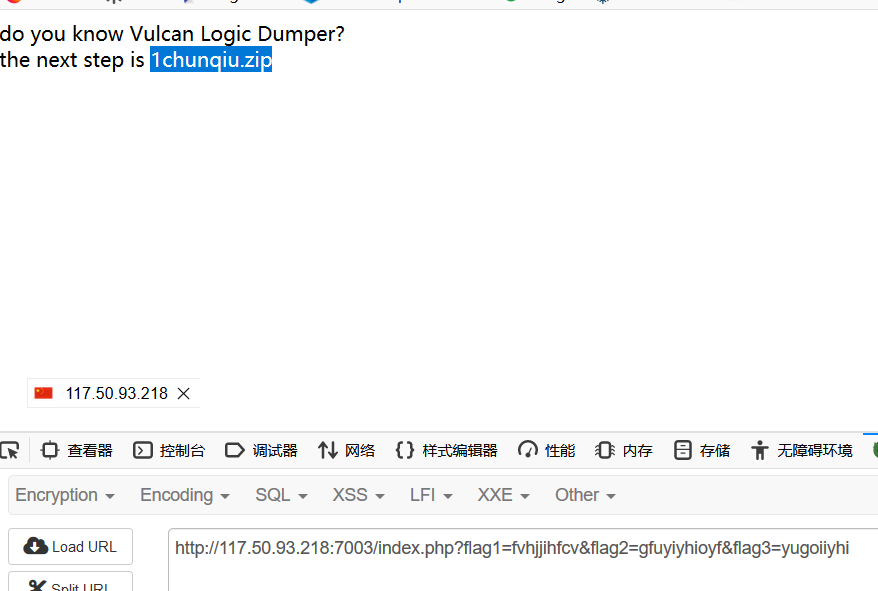 do you know Vulcan Logic Dumper?
the next step is 1chunqiu.zip
117.50.93.218
查看器 控制台 调试器 网络 样式编辑器 性能 内存 存储 无障碍环境
Encryption Encoding SQL XSS LFI XXE Other
Load URL http://117.50.93.218:7003/index.php?flag1=fvhjjihfcv&flag2=gfuyiyhioyf&flag3=yugoiiyhi
Split URL